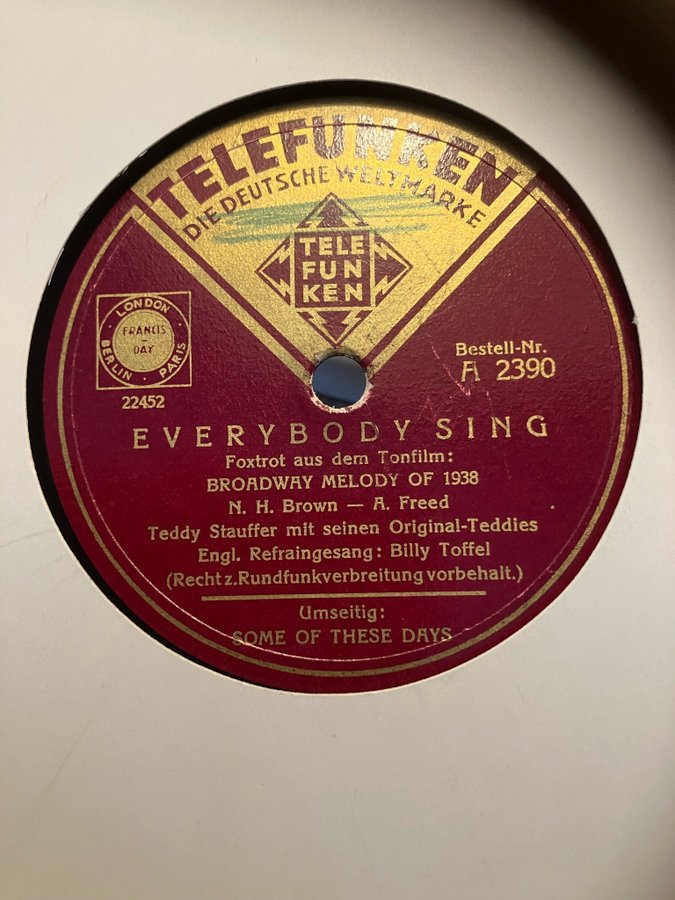 TELEFUNKEN
DIE DEUTSCHE WELTMARKE
TELE
FUN
KEN
LONDON
FRANCIS
DAY
BERLIN PARIS
22452
Bestell-Nr.
A 2390
EVERYBODY SING
Foxtrot aus dem Tonfilm:
BROADWAY MELODY OF 1938
N. H. Brown — A. Freed
Teddy Stauffer mit seinen Original-Teddies
Engl. Refraingesang: Billy Toffel
(Recht z. Rundfunkverbreitung vorbehalt.)
Umseitig:
SOME OF THESE DAYS